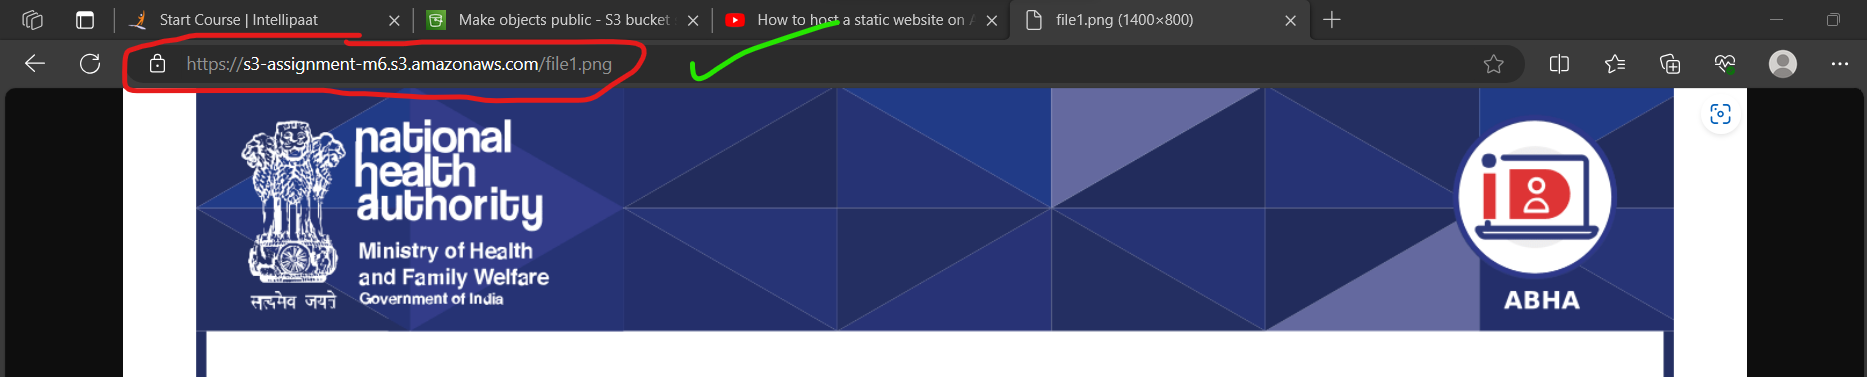 Start Course | Intellipaat
Make objects public - S3 bucket
How to host a static website on
file1.png (1400×800)
https://s3-assignment-m6.s3.amazonaws.com/file1.png
national
health
authority
Ministry of Health
and Family Welfare
Government of India
सत्यमेव जयते
iD
ABHA